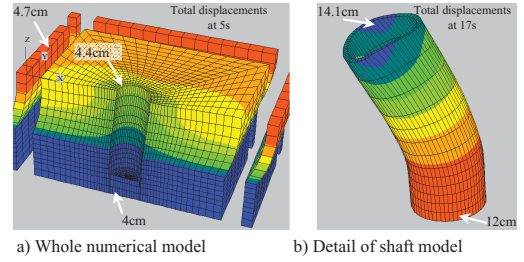 4.7cm
Total displacements
at 5s
Z
Y
X
4.4cm
4cm
14.1cm
Total displacements
at 17s
12cm
a) Whole numerical model
b) Detail of shaft model